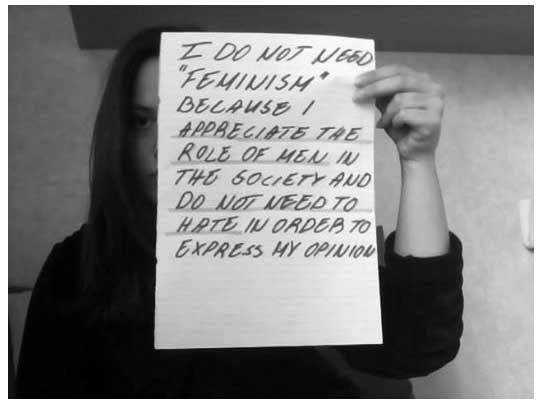 I DO NOT NEED
"FEMINISM"
BECAUSE I
APPRECIATE THE
ROLE OF MEN IN
THE SOCIETY AND
DO NOT NEED TO
HATE IN ORDER TO
EXPRESS MY OPINION